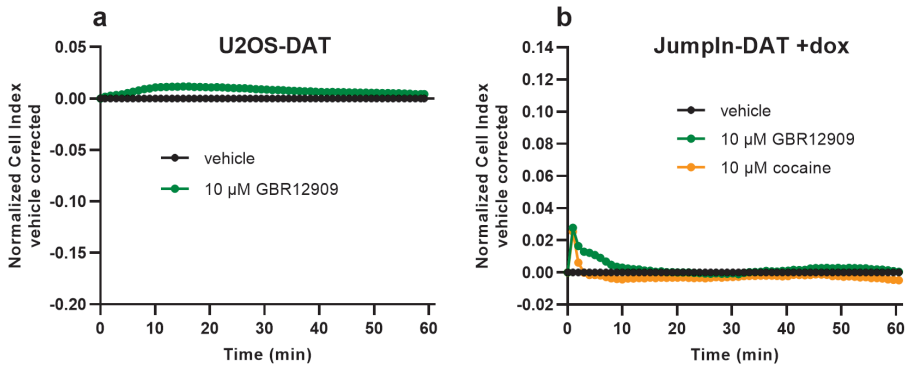 a
U2OS-DAT
Normalized Cell Index
vehicle corrected
0.05
0.00
-0.05
-0.10
-0.15
-0.20
vehicle
10 µM GBR12909
0 10 20 30 40 50 60
Time (min)
b
JumpIn-DAT +dox
Normalized Cell Index
vehicle corrected
0.14
0.12
0.10
0.08
0.06
0.04
0.02
0.00
-0.02
vehicle
10 µM GBR12909
10 µM cocaine
0 10 20 30 40 50 60
Time (min)